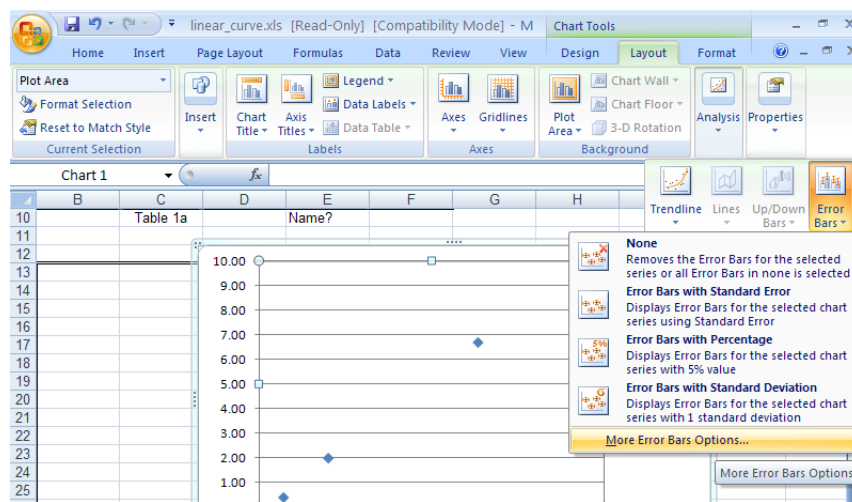 linear_curve.xls [Read-Only] [Compatibility Mode] - M Chart Tools
Home Insert Page Layout Formulas Data Review View Design Layout Format
Plot Area
Format Selection
Reset to Match Style
Current Selection
Insert
Chart Title
Axis Titles
Legend
Data Labels
Data Table
Labels
Axes
Gridlines
Axes
Plot Area
Chart Wall
Chart Floor
3-D Rotation
Background
Analysis
Properties
Chart 1 fx
Trendline
Lines
Up/Down Bars
Error Bars
B C D E F G H
10 Table 1a Name?
11
12
13
14
15
16
17
18
19
20
21
22
23
24
25
10.00
9.00
8.00
7.00
6.00
5.00
4.00
3.00
2.00
1.00
None
Removes the Error Bars for the selected
series or all Error Bars in none is selected
Error Bars with Standard Error
Displays Error Bars for the selected chart
series using Standard Error
5%
Error Bars with Percentage
Displays Error Bars for the selected chart
series with 5% value
Error Bars with Standard Deviation
Displays Error Bars for the selected chart
series with 1 standard deviation
More Error Bars Options...
More Error Bars Options